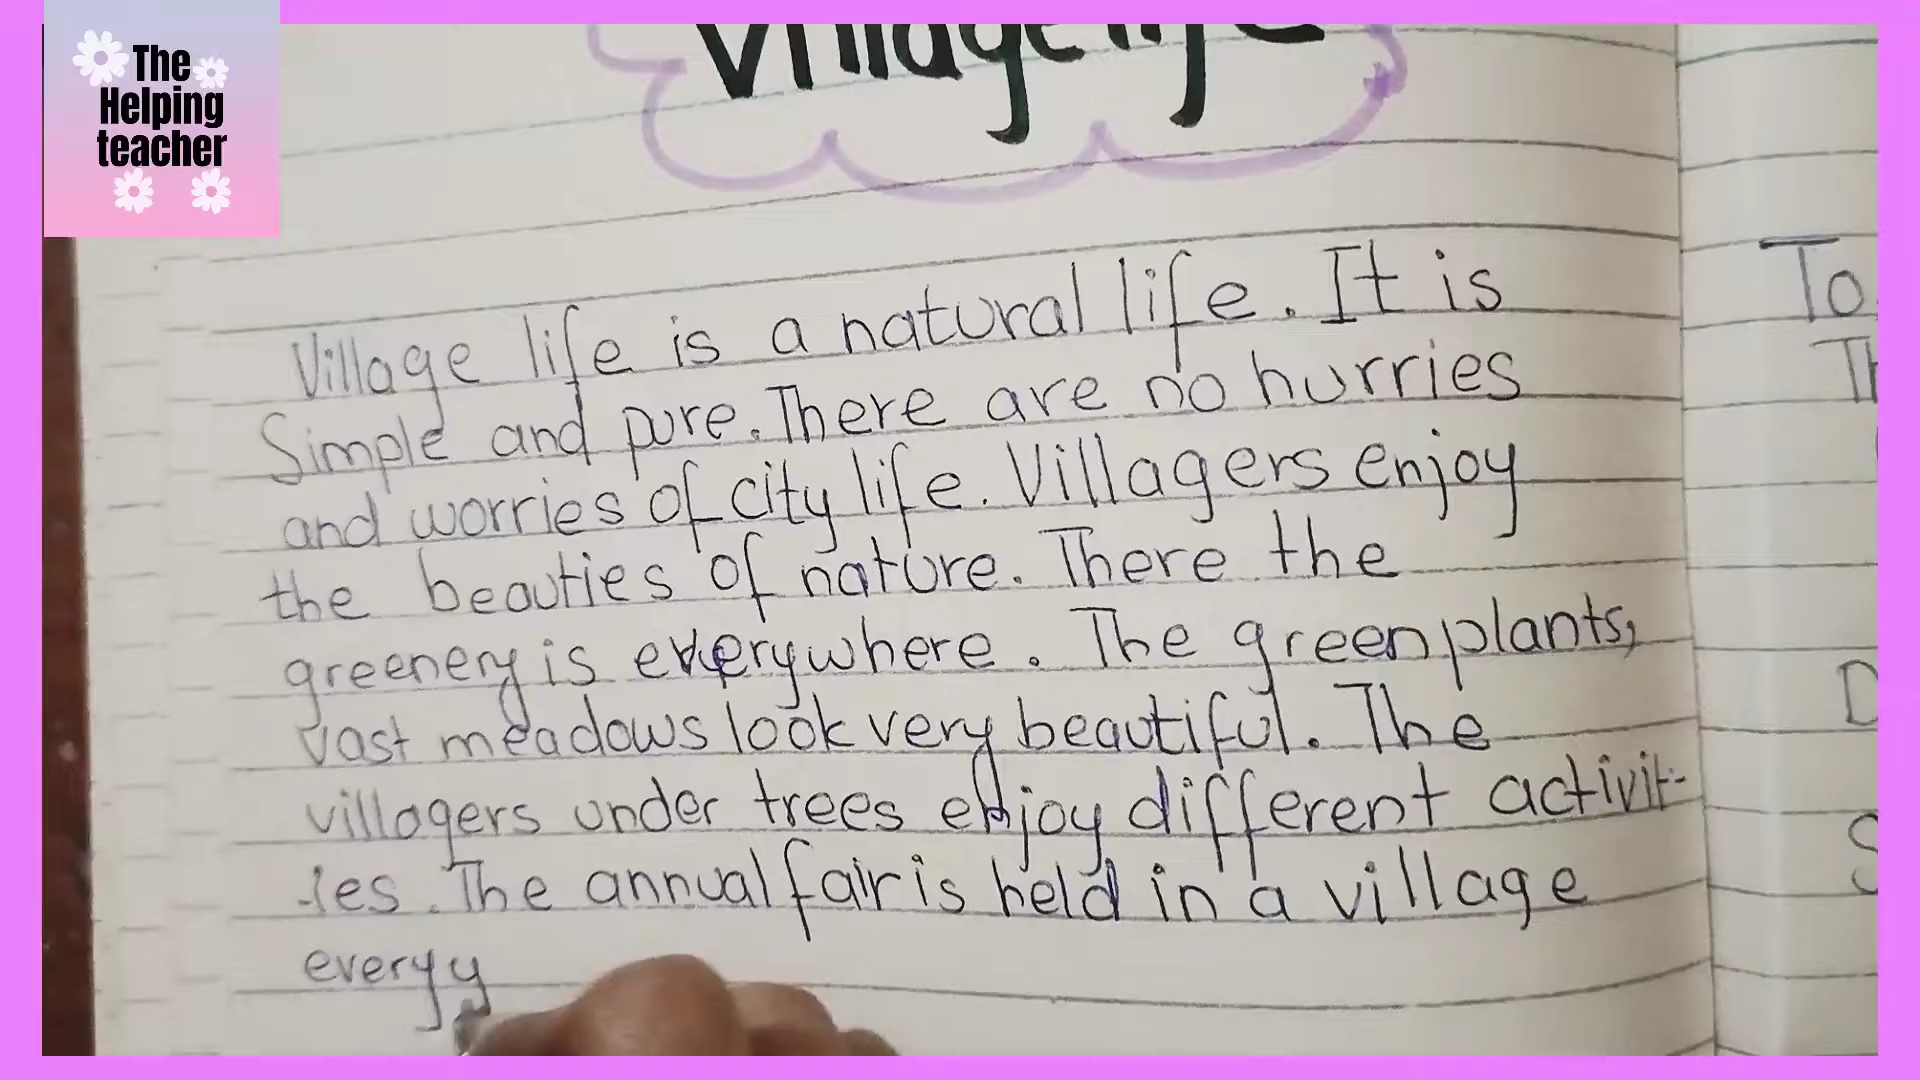 The
Helping
teacher
Village life
Village life is a natural life. It is
Simple and pure. There are no hurries
and worries of city life. Villagers enjoy
the beauties of nature. There the
greenery is everywhere. The green plants,
vast meadows look very beautiful. The
villagers under trees enjoy different activit-
-ies. The annual fair is held in a village
every y
To
Th
D
S